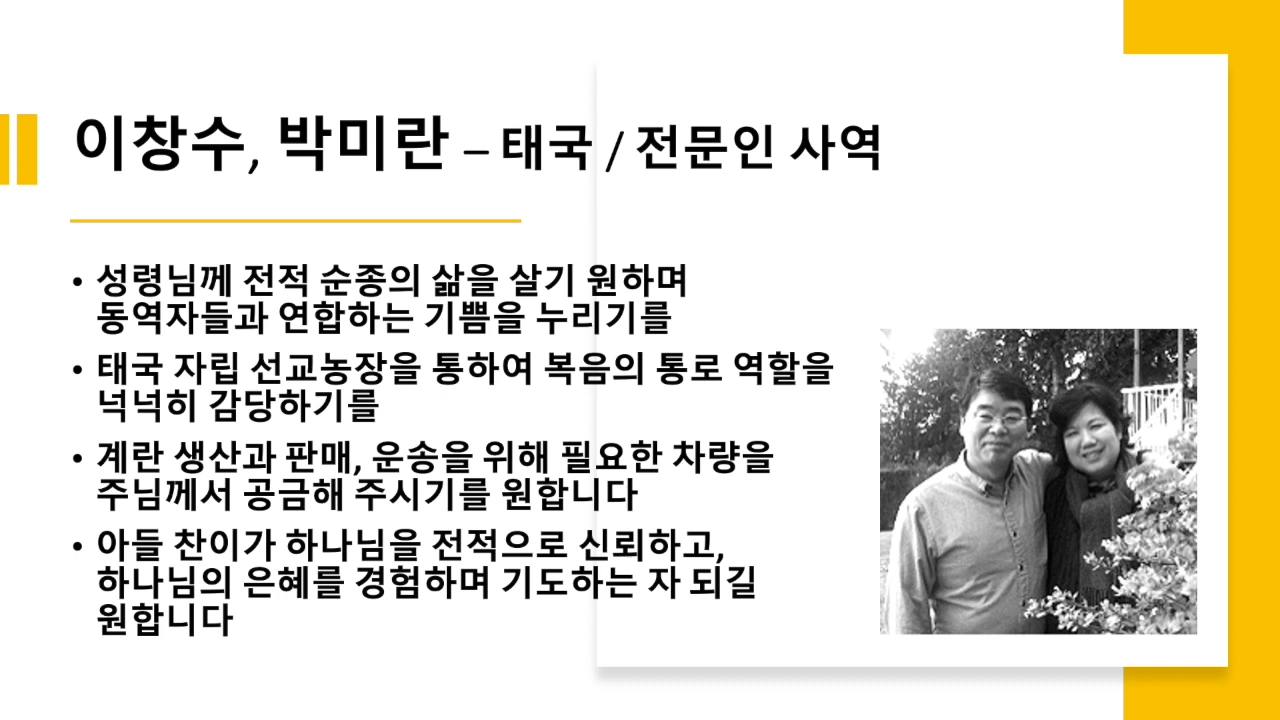 이창수, 박미란 – 태국 / 전문인 사역
• 성령님께 전적 순종의 삶을 살기 원하며
동역자들과 연합하는 기쁨을 누리기를
• 태국 자립 선교농장을 통하여 복음의 통로 역할을
넉넉히 감당하기를
• 계란 생산과 판매, 운송을 위해 필요한 차량을
주님께서 공금해 주시기를 원합니다
• 아들 찬이가 하나님을 전적으로 신뢰하고,
하나님의 은혜를 경험하며 기도하는 자 되길
원합니다